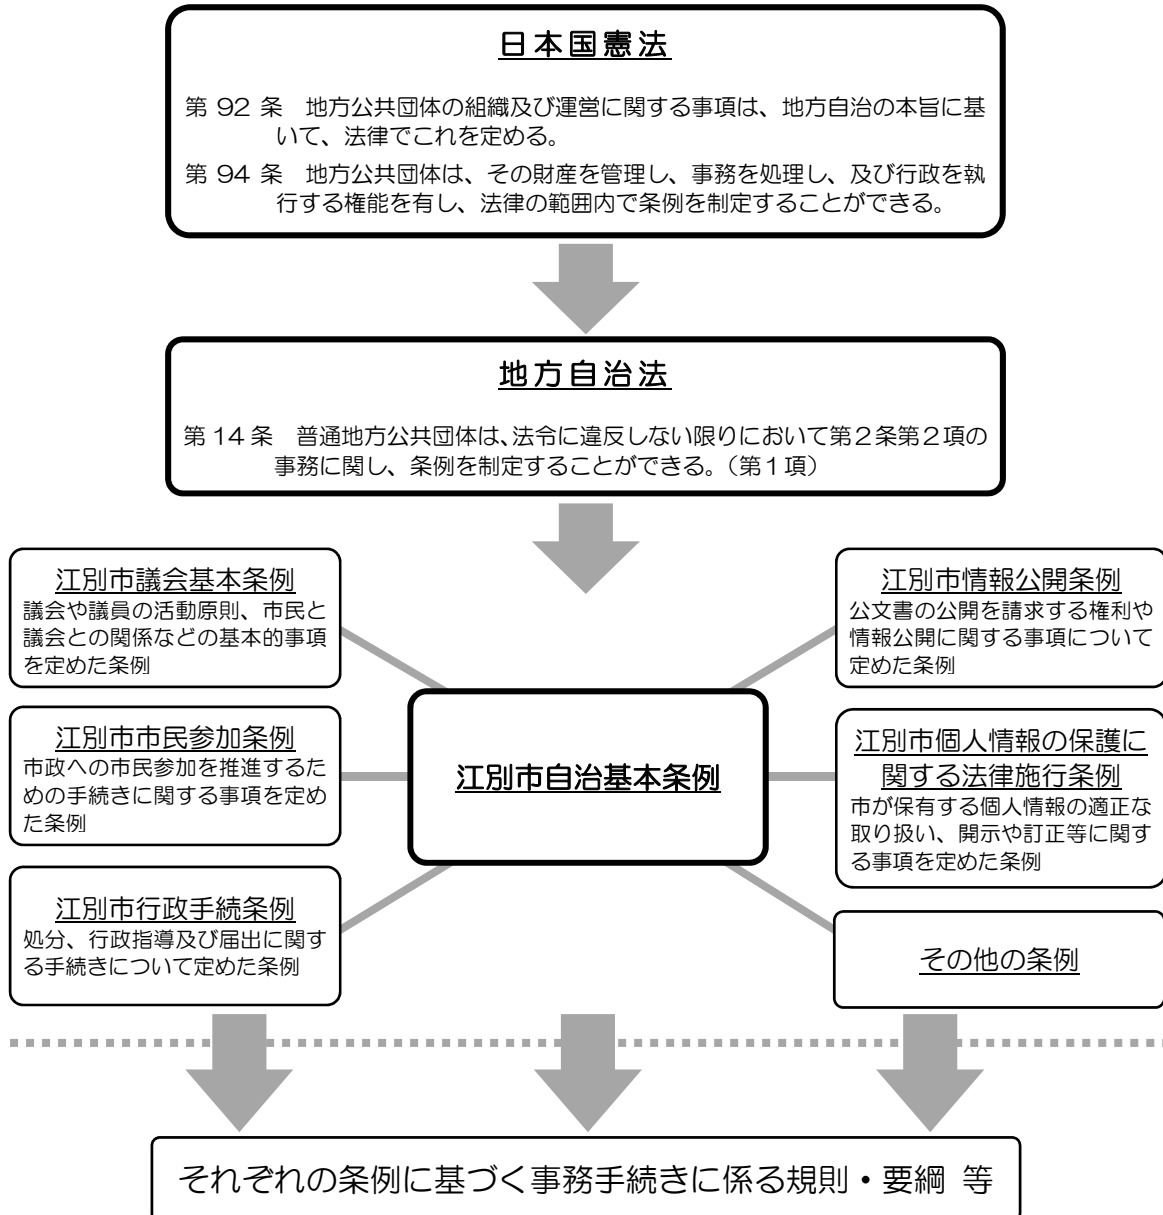 日本国憲法
第 92 条　地方公共団体の組織及び運営に関する事項は、地方自治の本旨に基
いて、法律でこれを定める。
第 94 条　地方公共団体は、その財産を管理し、事務を処理し、及び行政を執
行する権能を有し、法律の範囲内で条例を制定することができる。
地方自治法
第 14 条　普通地方公共団体は、法令に違反しない限りにおいて第２条第２項の
事務に関し、条例を制定することができる。（第１項）
江別市議会基本条例
議会や議員の活動原則、市民と
議会との関係などの基本的事項
を定めた条例
江別市市民参加条例
市政への市民参加を推進するた
めの手続きに関する事項を定め
た条例
江別市行政手続条例
処分、行政指導及び届出に関す
る手続きについて定めた条例
江別市自治基本条例
江別市情報公開条例
公文書の公開を請求する権利や
情報公開に関する事項について
定めた条例
江別市個人情報の保護に
関する法律施行条例
市が保有する個人情報の適正な
取り扱い、開示や訂正等に関す
る事項を定めた条例
その他の条例
それぞれの条例に基づく事務手続きに係る規則・要綱 等